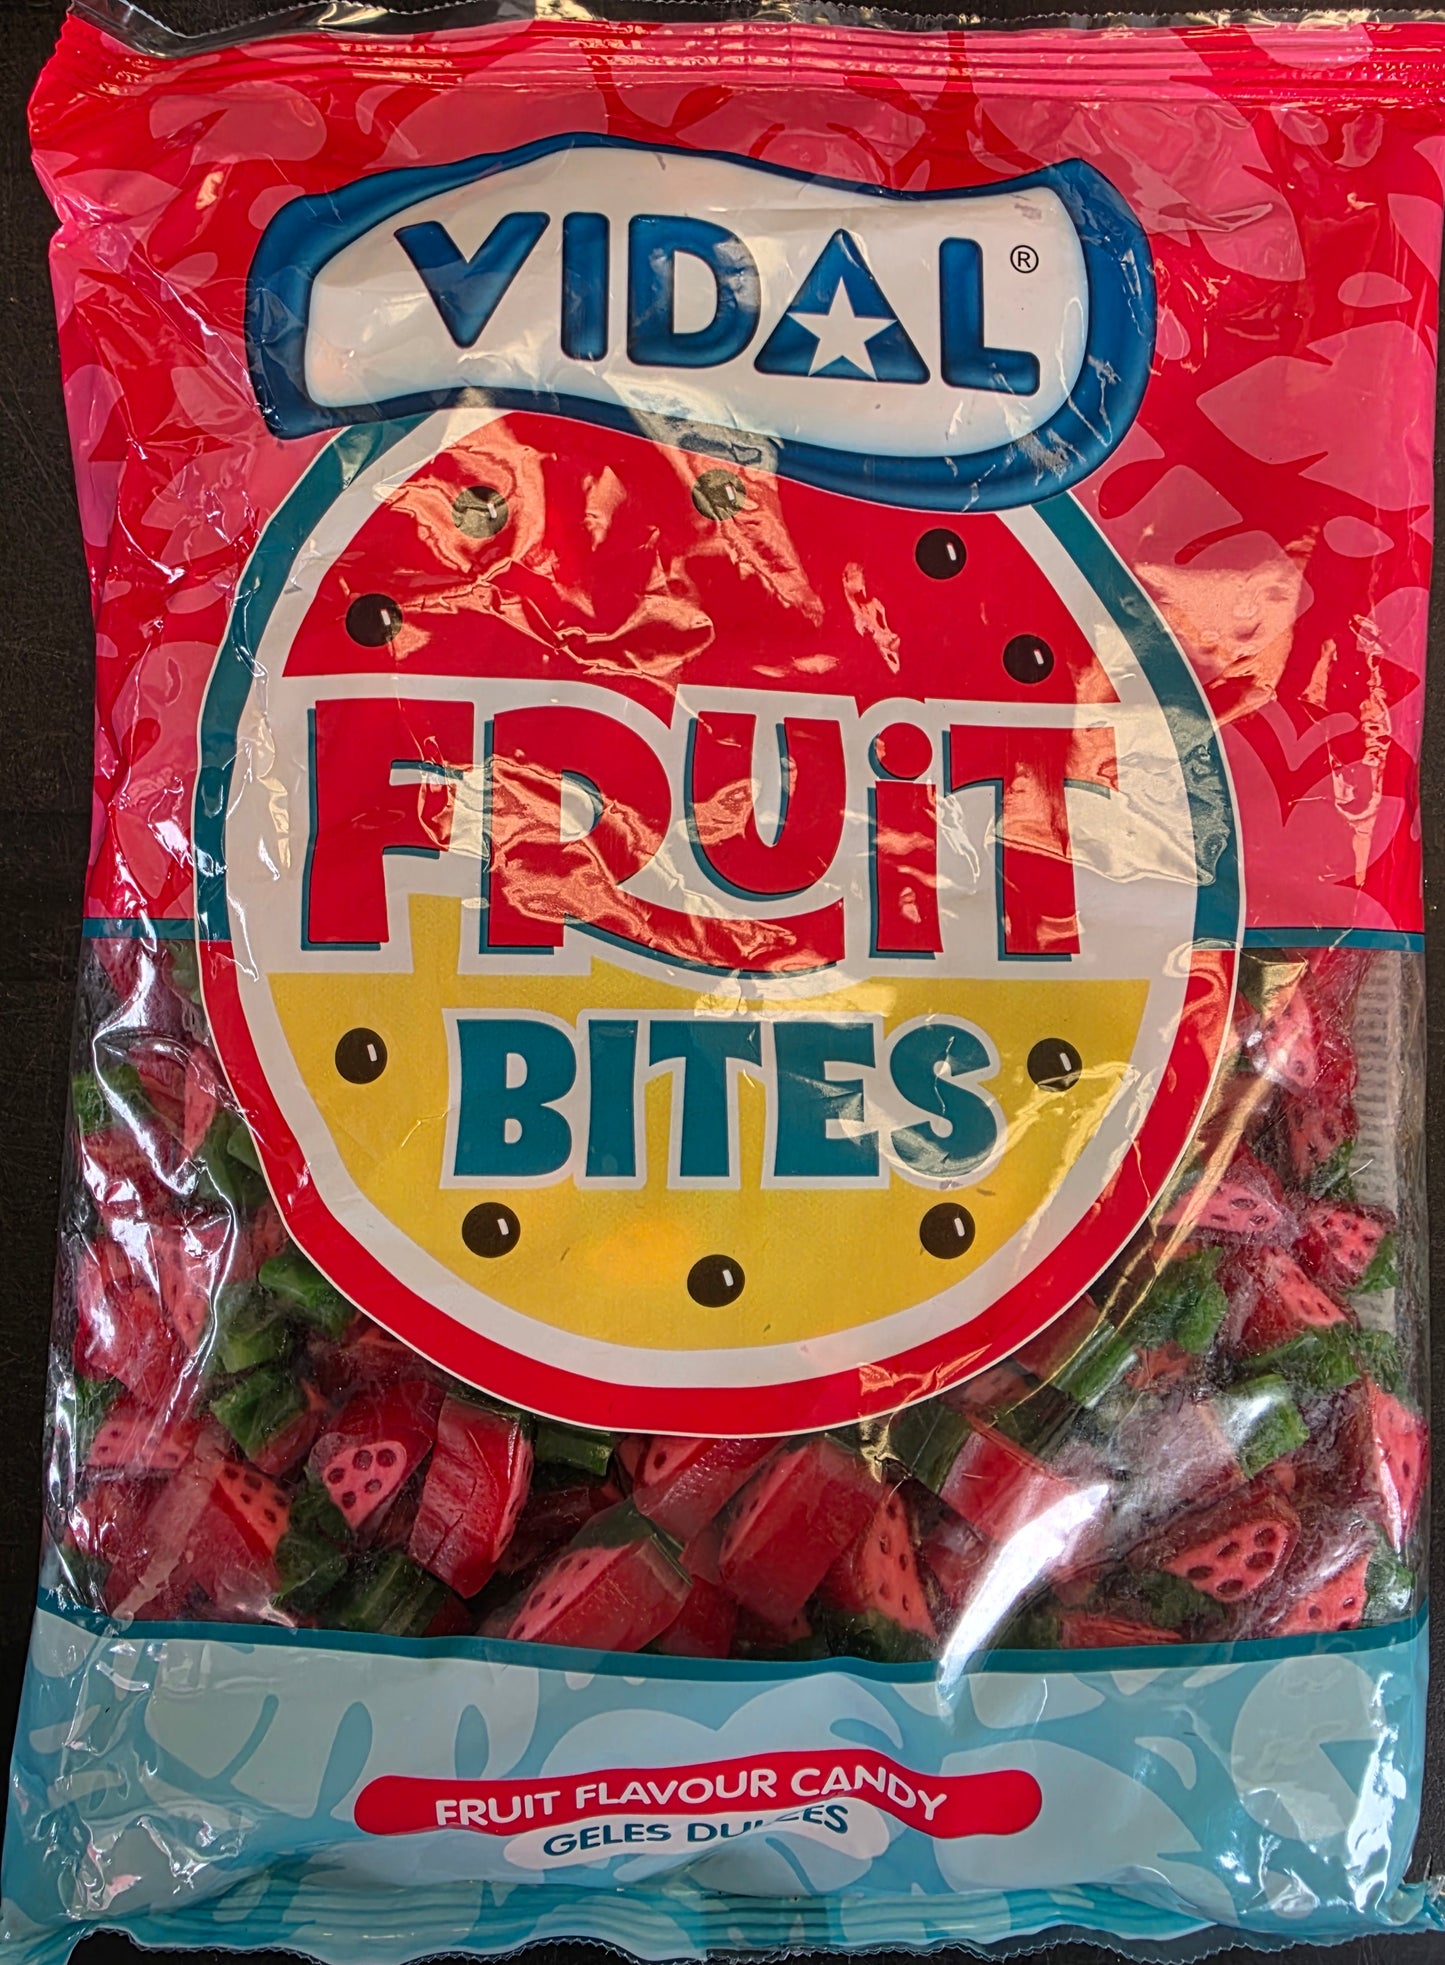 VIDAL®
FRUiT
BITES
FRUIT FLAVOUR CANDY
GELES DULCES